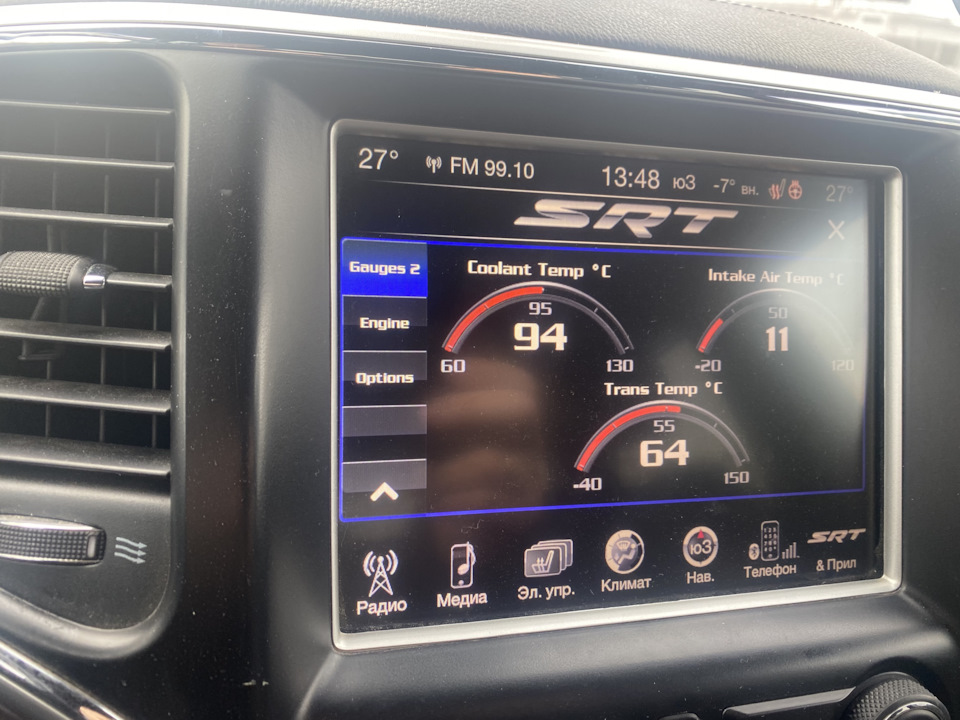 27° FM 99.10 13:48 юз -7° вн. 27°
SRT X
Gauges 2
Engine
Options
Coolant Temp °C
95
94
60 130
Intake Air Temp °C
50
11
-20 120
Trans Temp °C
55
64
-40 150
Радио
Медиа
Эл. упр.
Климат
юз
Нав.
Телефон
SRT
& Прил